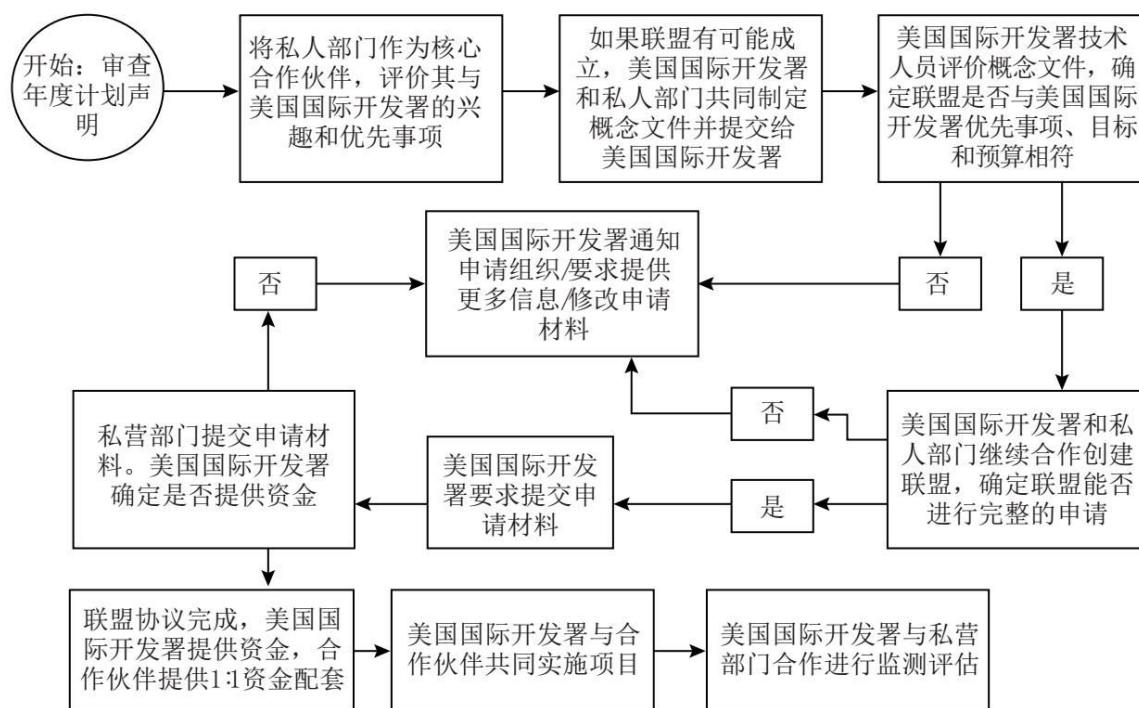 开始：审查
年度计划声
明
将私人部门作为核心
合作伙伴，评价其与
美国国际开发署的兴
趣和优先事项
如果联盟有可能成
立，美国国际开发署
和私人部门共同制定
概念文件并提交给
美国国际开发署
美国国际开发署技术
人员评价概念文件，确
定联盟是否与美国国际
开发署优先事项、目标
和预算相符
否
美国国际开发署通知
申请组织/要求提供
更多信息/修改申请
材料
否
是
私营部门提交申请材
料。美国国际开发署
确定是否提供资金
美国国际开发
署要求提交申
请材料
否
是
美国国际开发署和私
人部门继续合作创建
联盟，确定联盟能否
进行完整的申请
联盟协议完成，美国国
际开发署提供资金，合
作伙伴提供1:1资金配套
美国国际开发署与合
作伙伴共同实施项目
美国国际开发署与私营
部门合作进行监测评估